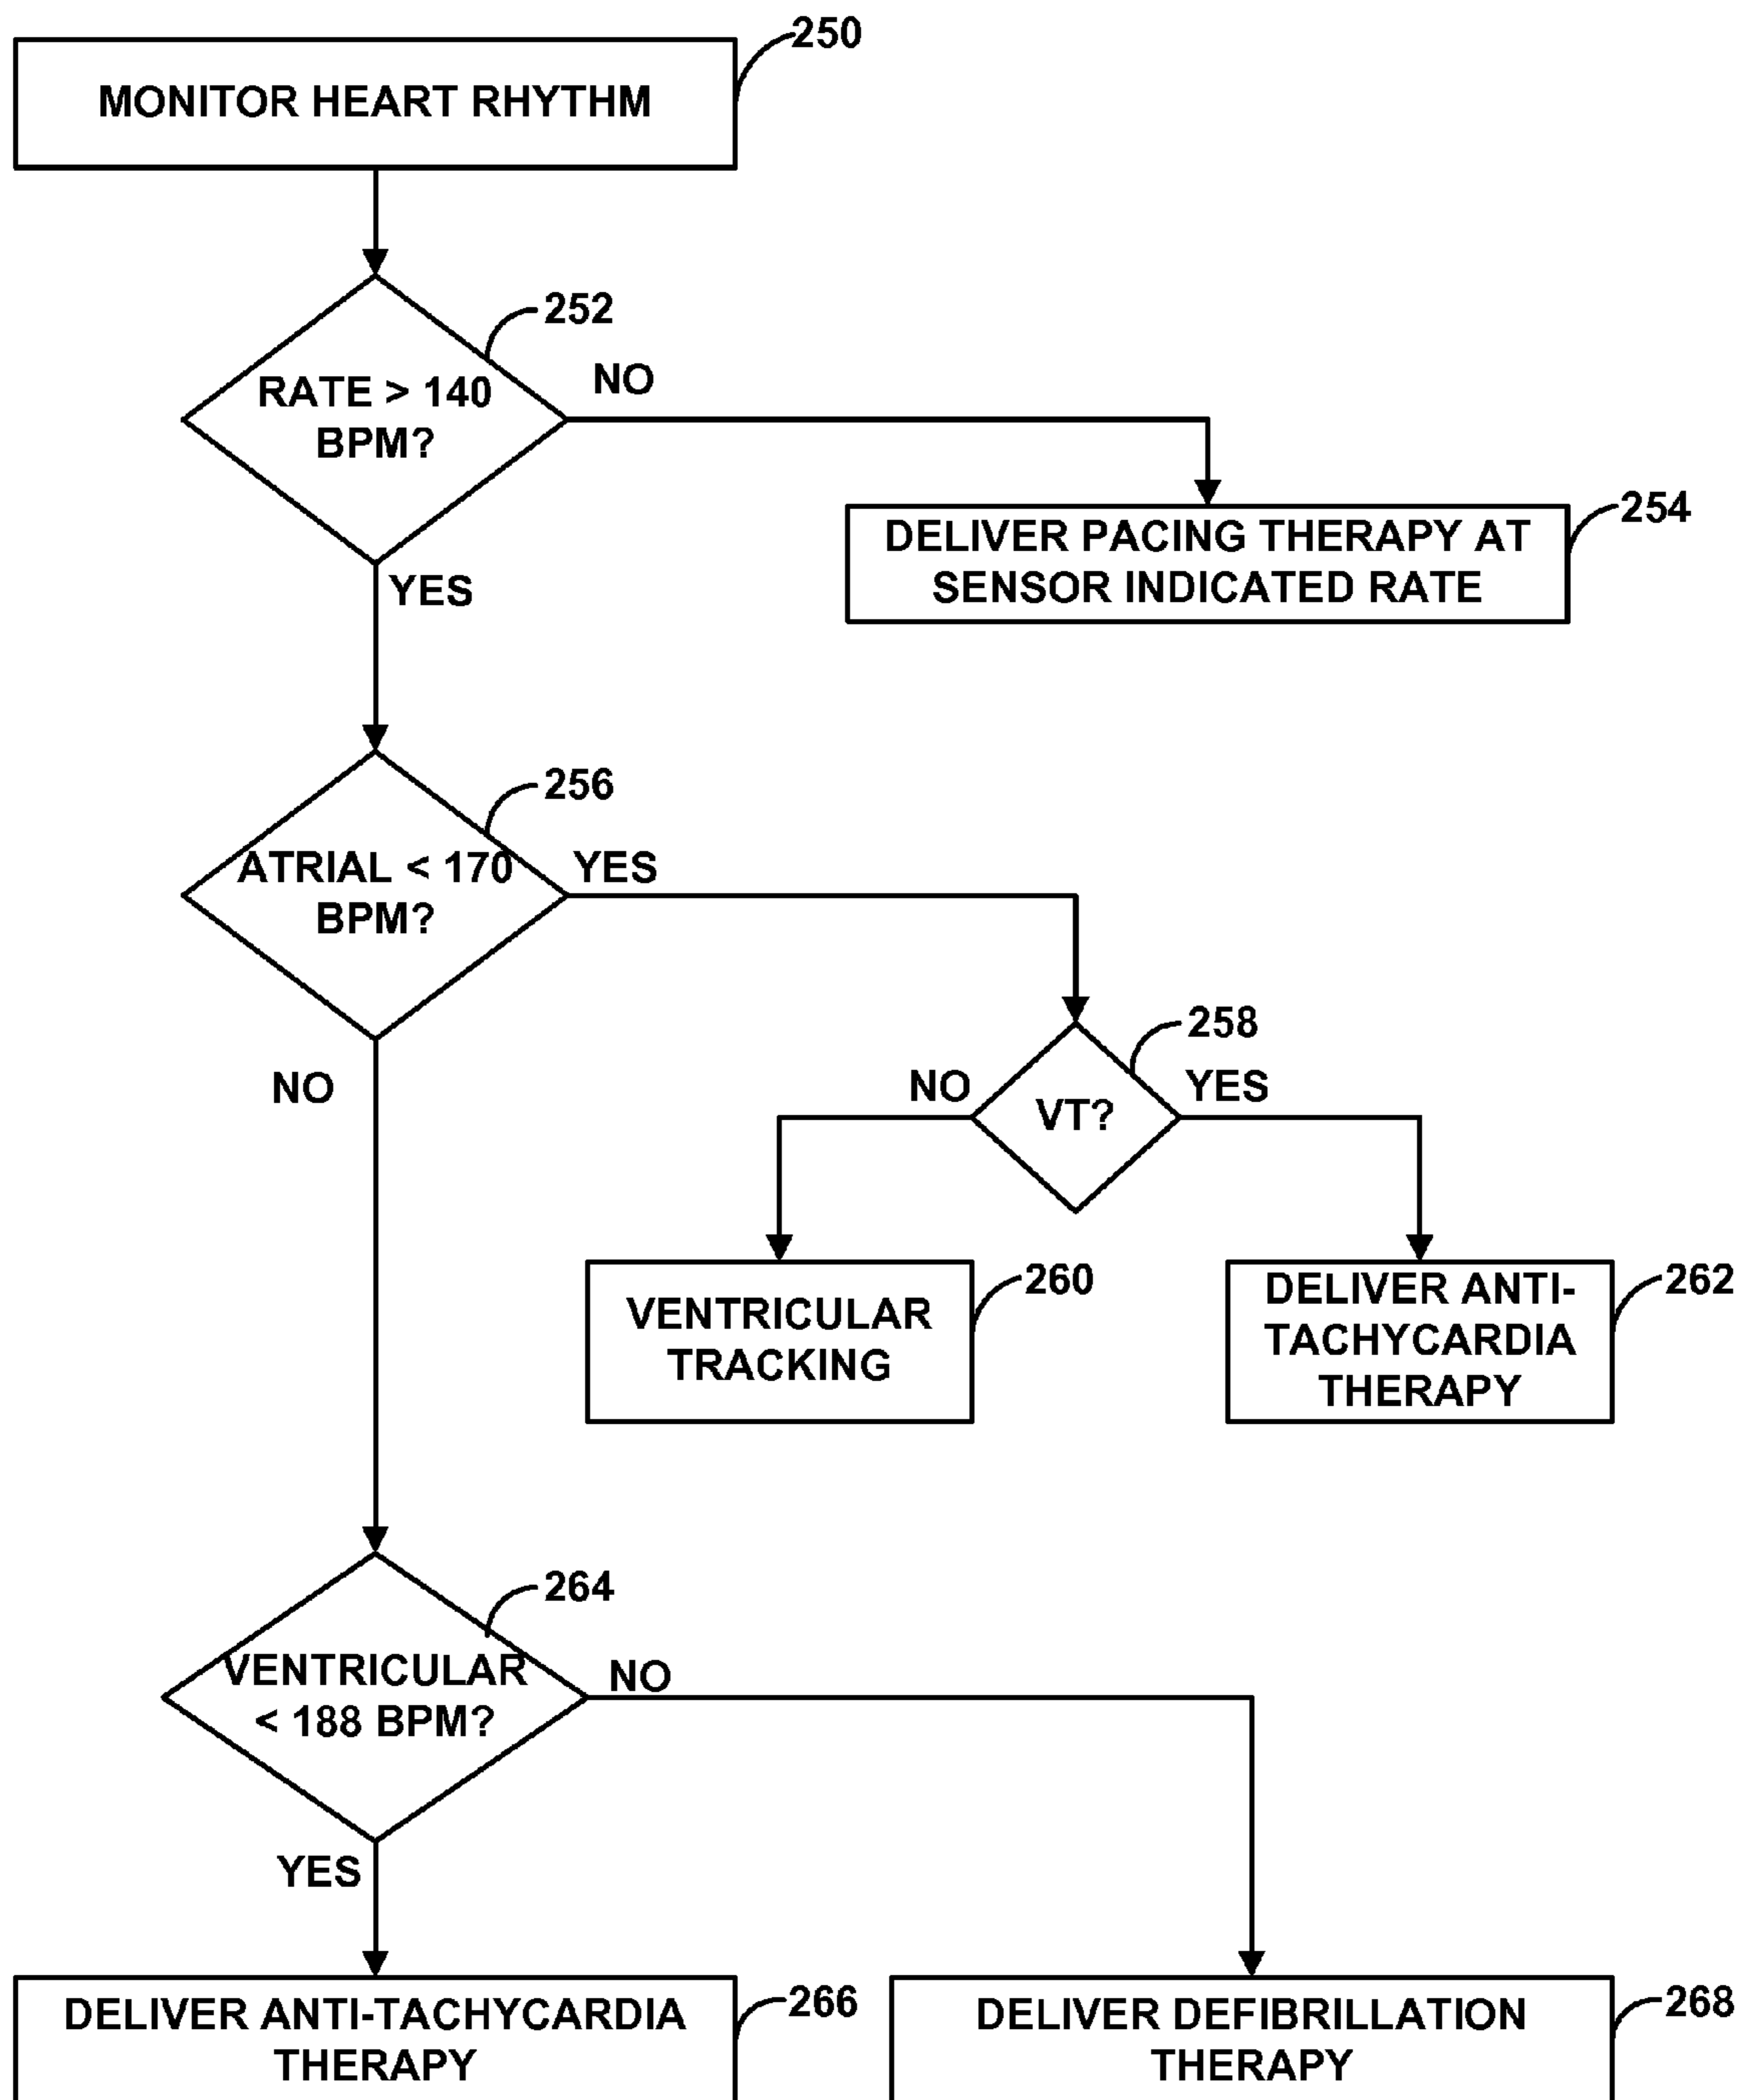 250
MONITOR HEART RHYTHM
252
RATE > 140
BPM?
NO
YES
254
DELIVER PACING THERAPY AT
SENSOR INDICATED RATE
256
ATRIAL < 170
BPM?
YES
NO
258
VT?
NO
YES
260
VENTRICULAR
TRACKING
262
DELIVER ANTI-
TACHYCARDIA
THERAPY
264
VENTRICULAR
< 188 BPM?
NO
YES
266
DELIVER ANTI-TACHYCARDIA
THERAPY
268
DELIVER DEFIBRILLATION
THERAPY